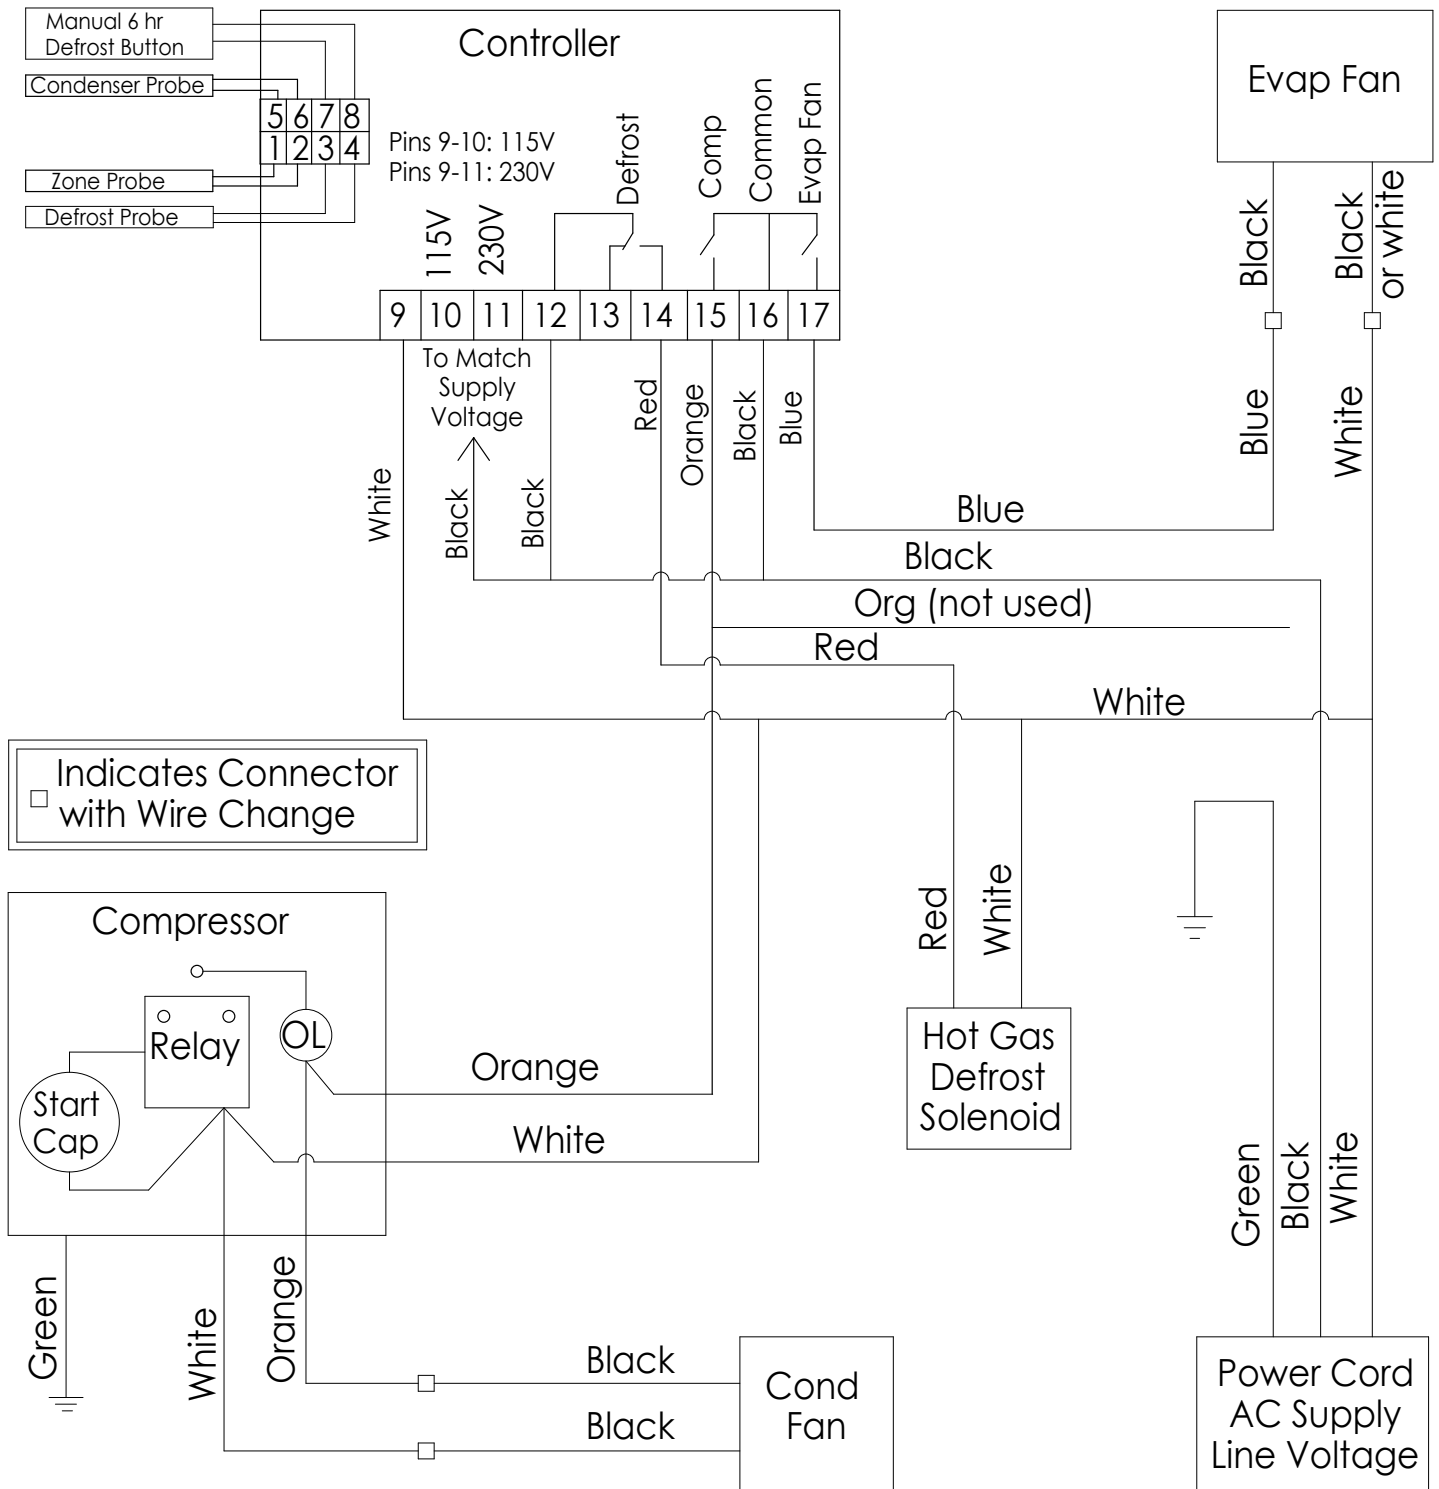 Manual 6 hr
Defrost Button
Condenser Probe
Zone Probe
Defrost Probe
Controller
5 6 7 8
1 2 3 4
Pins 9-10: 115V
Pins 9-11: 230V
115V
230V
Defrost
Comp
Common
Evap Fan
9 10 11 12 13 14 15 16 17
To Match
Supply
Voltage
White
Black
Black
Red
Orange
Black
Blue
Evap Fan
Black
Black
or white
Blue
White
Blue
Black
Org (not used)
Red
White
Indicates Connector
with Wire Change
Compressor
Relay
OL
Start
Cap
Orange
White
Red
White
Hot Gas
Defrost
Solenoid
Green
Black
White
Green
White
Orange
Black
Black
Cond
Fan
Power Cord
AC Supply
Line Voltage